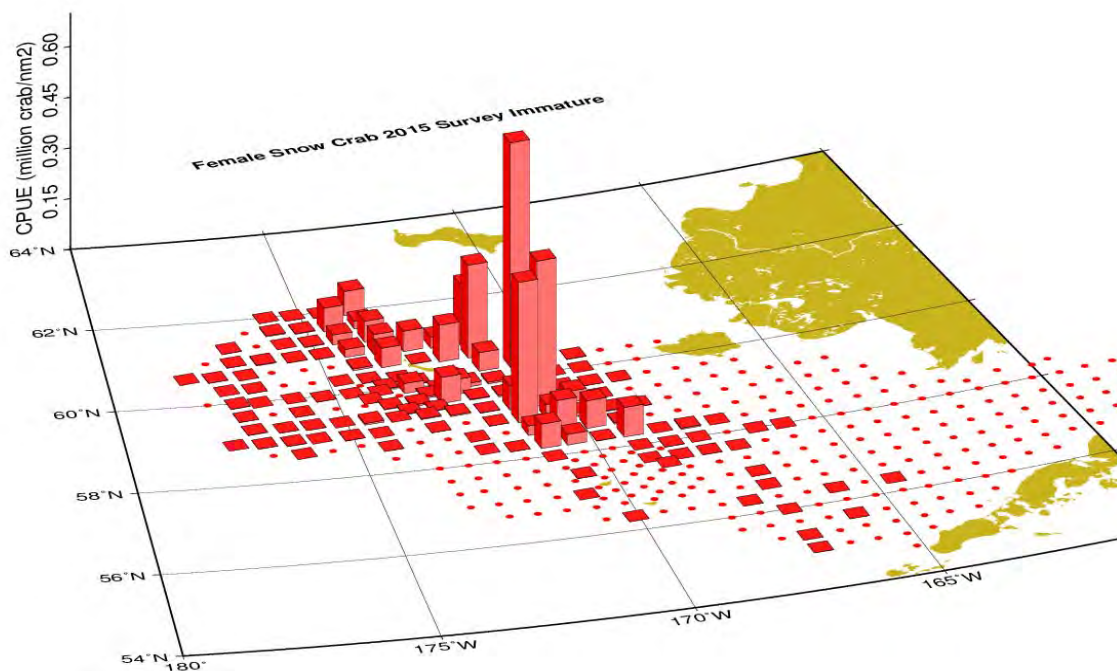 CPUE (million crab/nm2)
0.60
0.45
0.30
0.15
Female Snow Crab 2015 Survey Immature
64°N
62°N
60°N
58°N
56°N
54°N
180°
175°W
170°W
165°W